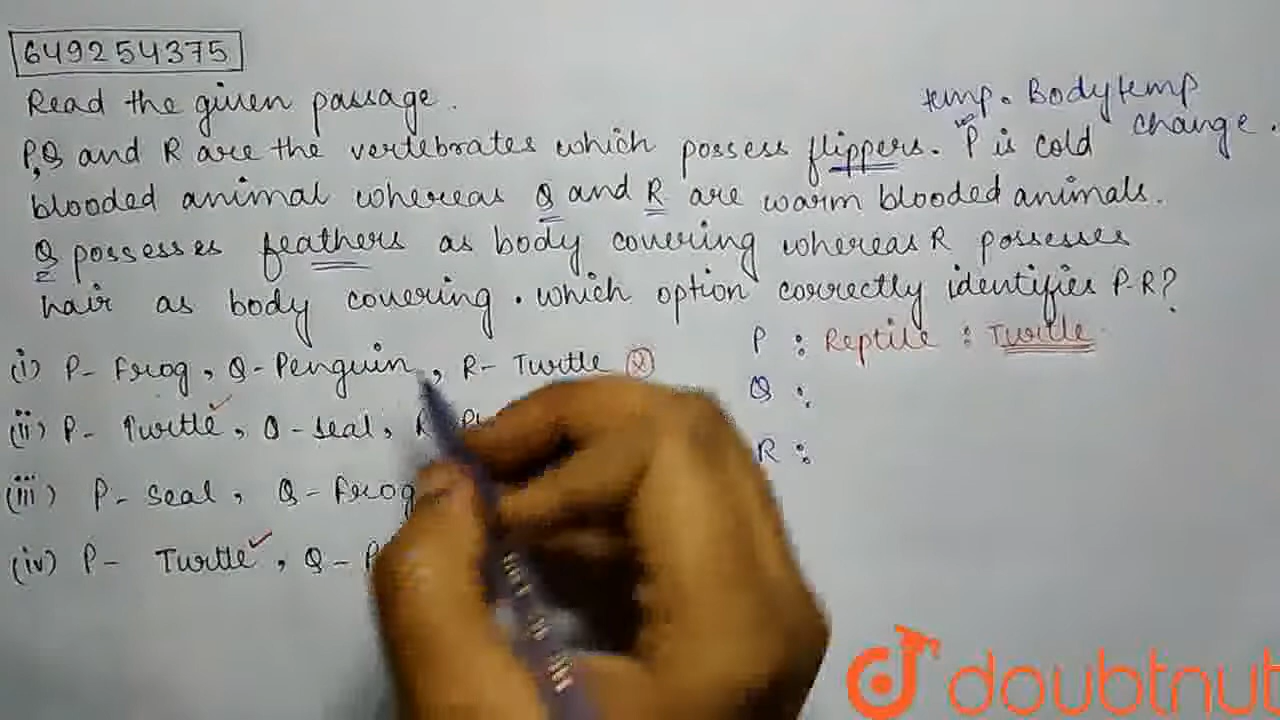 649254375
Read the given passage.
temp. Body temp
change.
P,Q and R are the vertebrates which possess flippers. P is cold
blooded animal whereas Q and R are warm blooded animals.
Q possesses feathers as body covering whereas R possesses
hair as body covering. which option correctly identifies P-R?
(i) P- Frog, Q-Penguin, R- Turtle
(ii) P- Turtle, Q-Seal, R
(iii) P- Seal, Q- Frog
(iv) P- Turtle, Q- P
P : Reptile : Turtle
Q :
R :
doubtnut